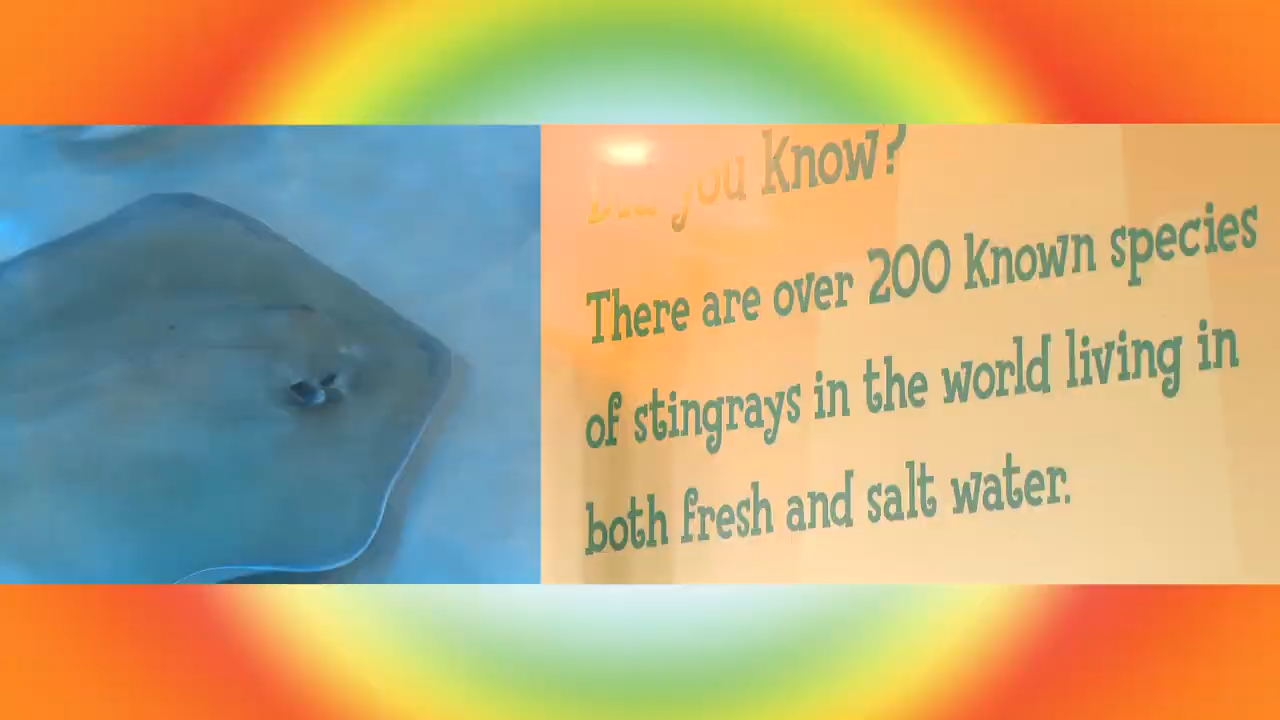 Did you Know?
There are over 200 Known species
of stingrays in the world living in
both fresh and salt water.